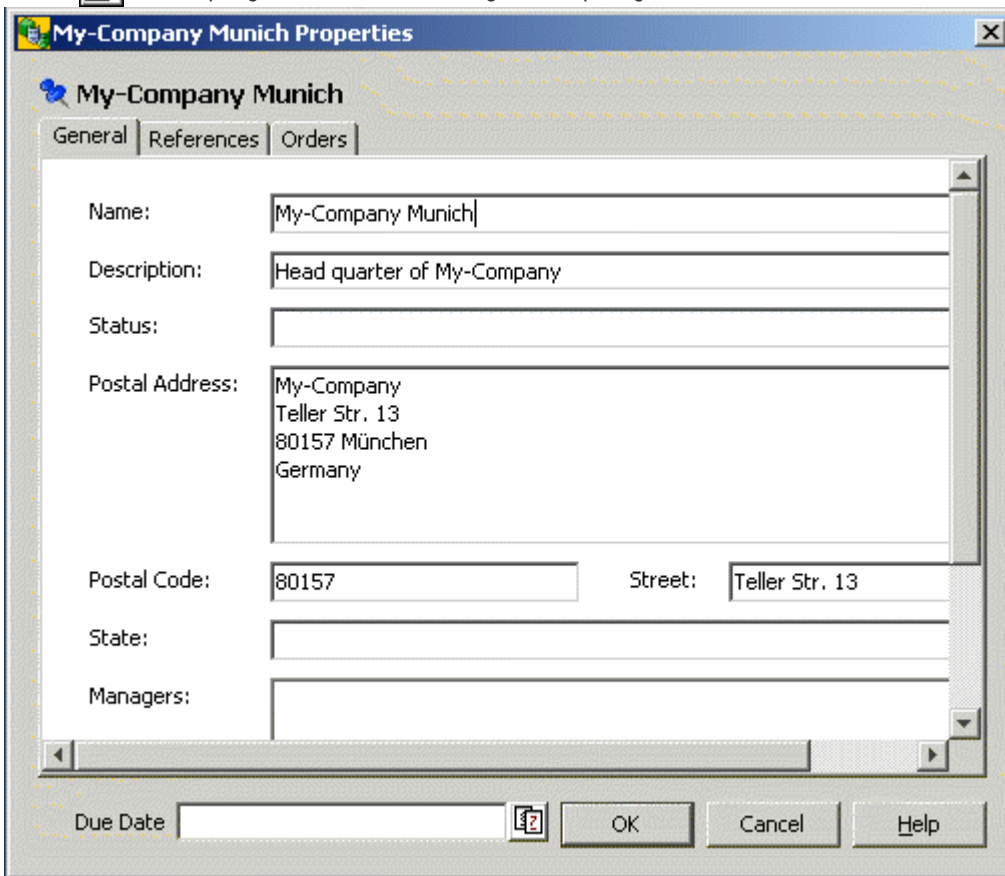 My-Company Munich Properties
My-Company Munich
General References Orders
Name: My-Company Munich
Description: Head quarter of My-Company
Status:
Postal Address: My-Company
Teller Str. 13
80157 München
Germany
Postal Code: 80157 Street: Teller Str. 13
State:
Managers:
Due Date OK Cancel Help